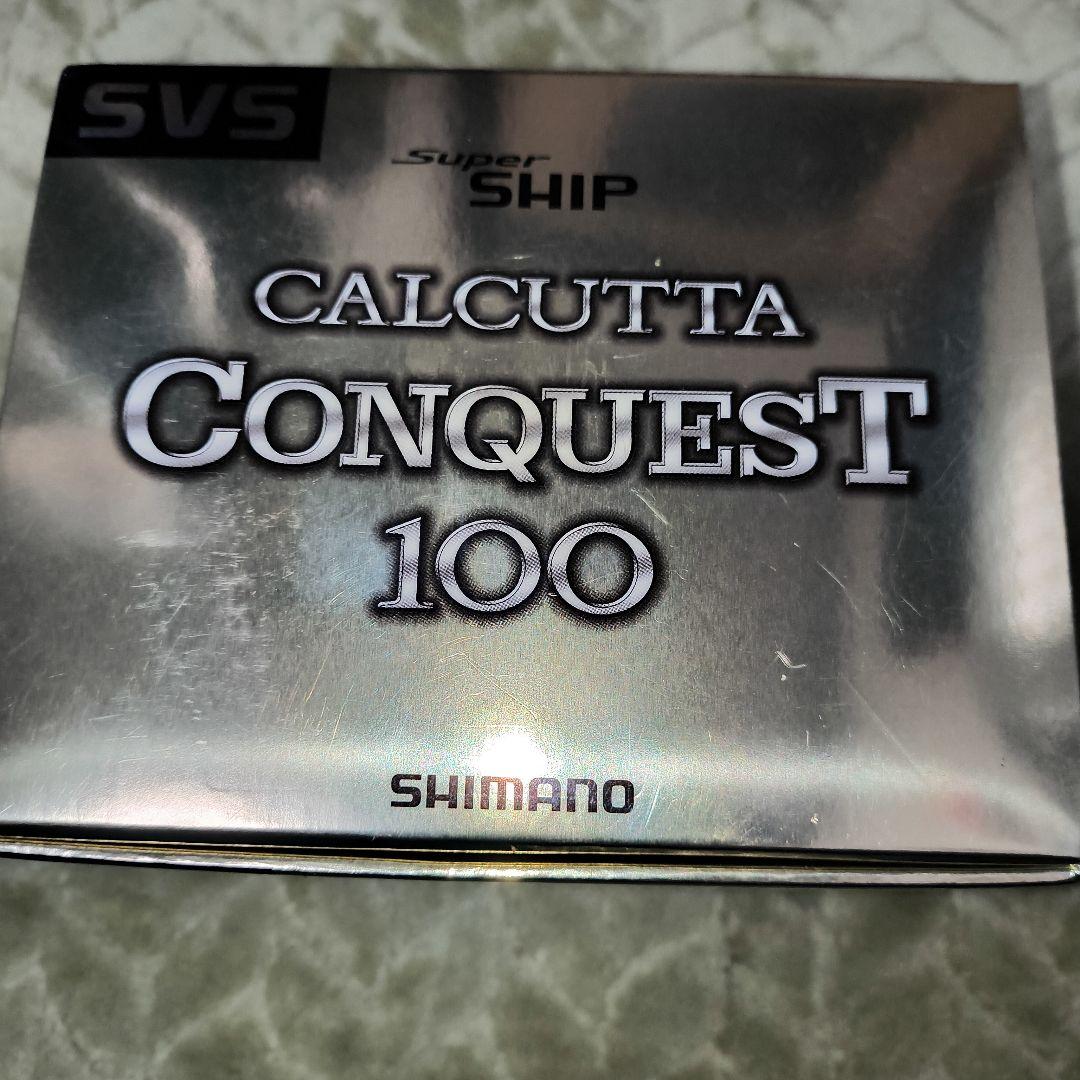 SVS
Super
SHIP
CALCUTTA
CONQUEST
100
SHIMANO